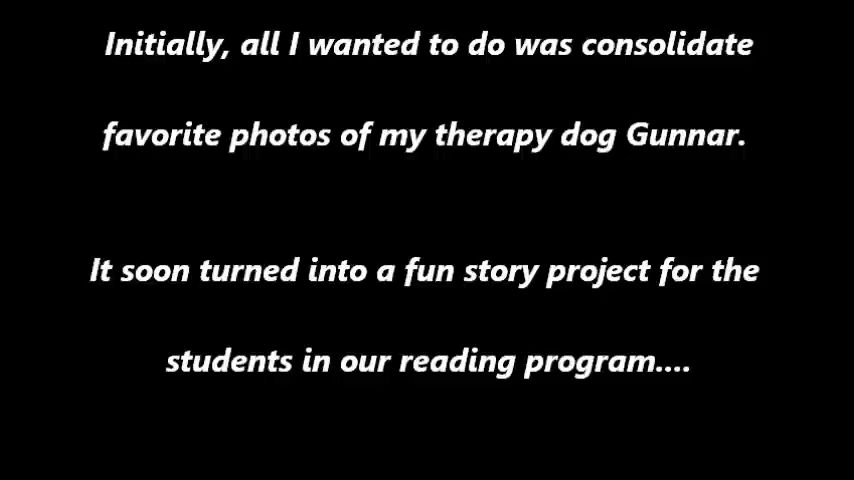 Initially, all I wanted to do was consolidate
favorite photos of my therapy dog Gunnar.
It soon turned into a fun story project for the
students in our reading program....